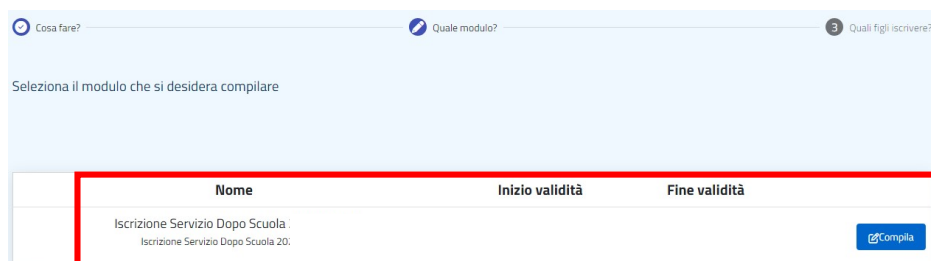 Cosa fare?
Quale modulo?
3 Quali figli iscrivere?
Seleziona il modulo che si desidera compilare
Nome Inizio validità Fine validità
Iscrizione Servizio Dopo Scuola
Iscrizione Servizio Dopo Scuola
Compila